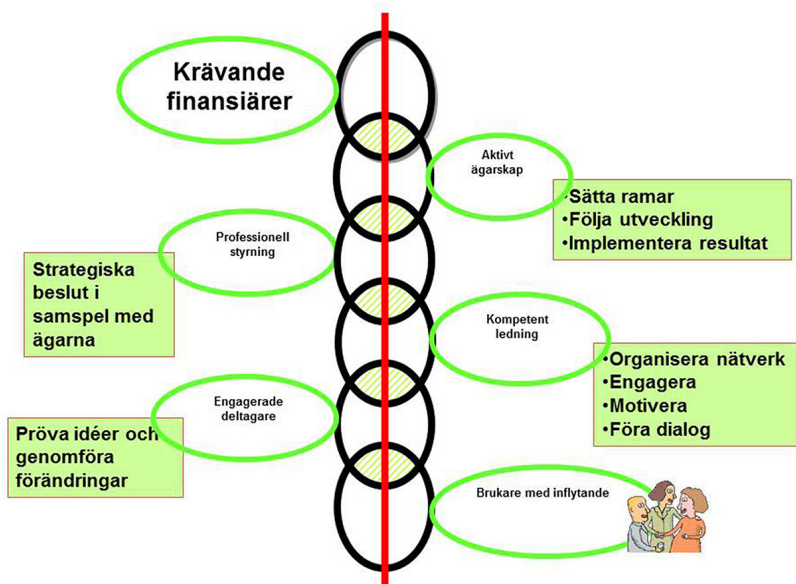 Krävande
finansiärer
Aktivt
ägarskap
•Sätta ramar
•Följa utveckling
•Implementera resultat
Professionell
styrning
Strategiska
beslut i
samspel med
ägarna
Kompetent
ledning
•Organisera nätverk
•Engagera
•Motivera
•Föra dialog
Engagerade
deltagare
Pröva idéer och
genomföra
förändringar
Brukare med inflytande